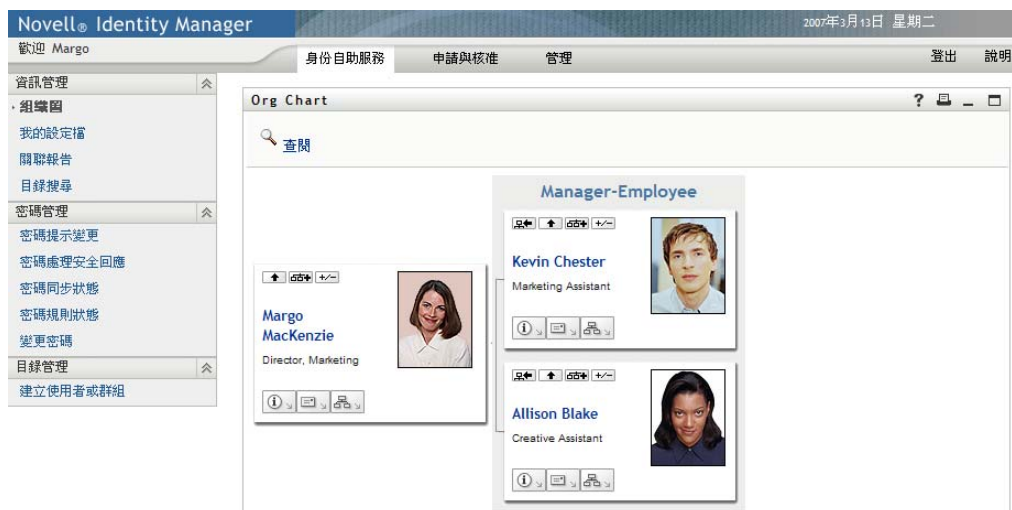 Novell® Identity Manager
2007年3月13日 星期二
歡迎 Margo
身份自助服務
申請與核准
管理
登出
說明
資訊管理
組織圖
我的設定檔
關聯報告
目錄搜尋
密碼管理
密碼提示變更
密碼處理安全回應
密碼同步狀態
密碼規則狀態
變更密碼
目錄管理
建立使用者或群組
Org Chart
查閱
Margo
MacKenzie
Director, Marketing
Manager-Employee
Kevin Chester
Marketing Assistant
Allison Blake
Creative Assistant